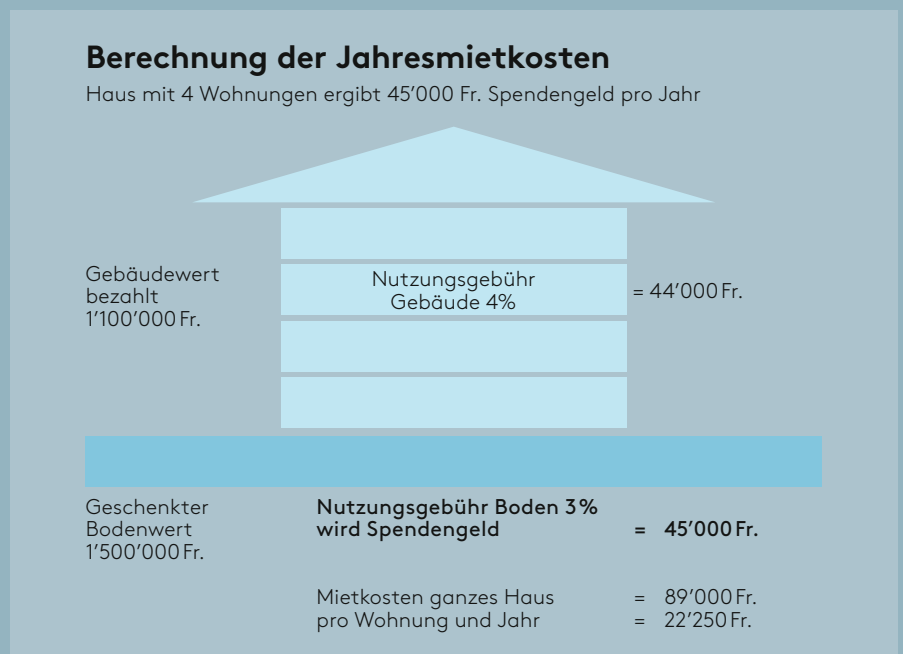 Berechnung der Jahresmietkosten
Haus mit 4 Wohnungen ergibt 45’000 Fr. Spendengeld pro Jahr
Gebäudewert
bezahlt
1’100’000 Fr.
Nutzungsgebühr
Gebäude 4%
= 44’000 Fr.
Geschenkter
Bodenwert
1’500’000 Fr.
Nutzungsgebühr Boden 3%
wird Spendengeld = 45’000 Fr.
Mietkosten ganzes Haus = 89’000 Fr.
pro Wohnung und Jahr = 22’250 Fr.